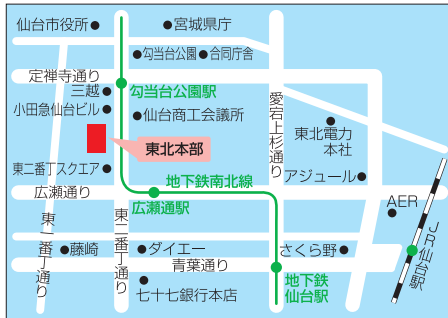 仙台市役所
宮城県庁
勾当台公園
合同庁舎
定禅寺通り
三越
勾当台公園駅
小田急仙台ビル
仙台商工会議所
愛宕上杉通り
東北電力
本社
東北本部
東二番丁スクエア
アジュール
地下鉄南北線
広瀬通り
広瀬通駅
AER
JR仙台駅
東一番丁通り
藤崎
東二番丁通り
ダイエー
さくら野
青葉通り
地下鉄
仙台駅
七十七銀行本店